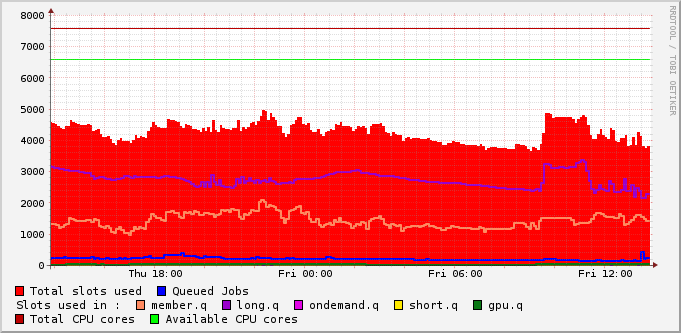 8000
7000
6000
5000
4000
3000
2000
1000
0
Thu 18:00 Fri 00:00 Fri 06:00 Fri 12:00
RRDTOOL / TOBI OETIKER
Total slots used Queued Jobs
Slots used in : member.q long.q ondemand.q short.q gpu.q
Total CPU cores Available CPU cores